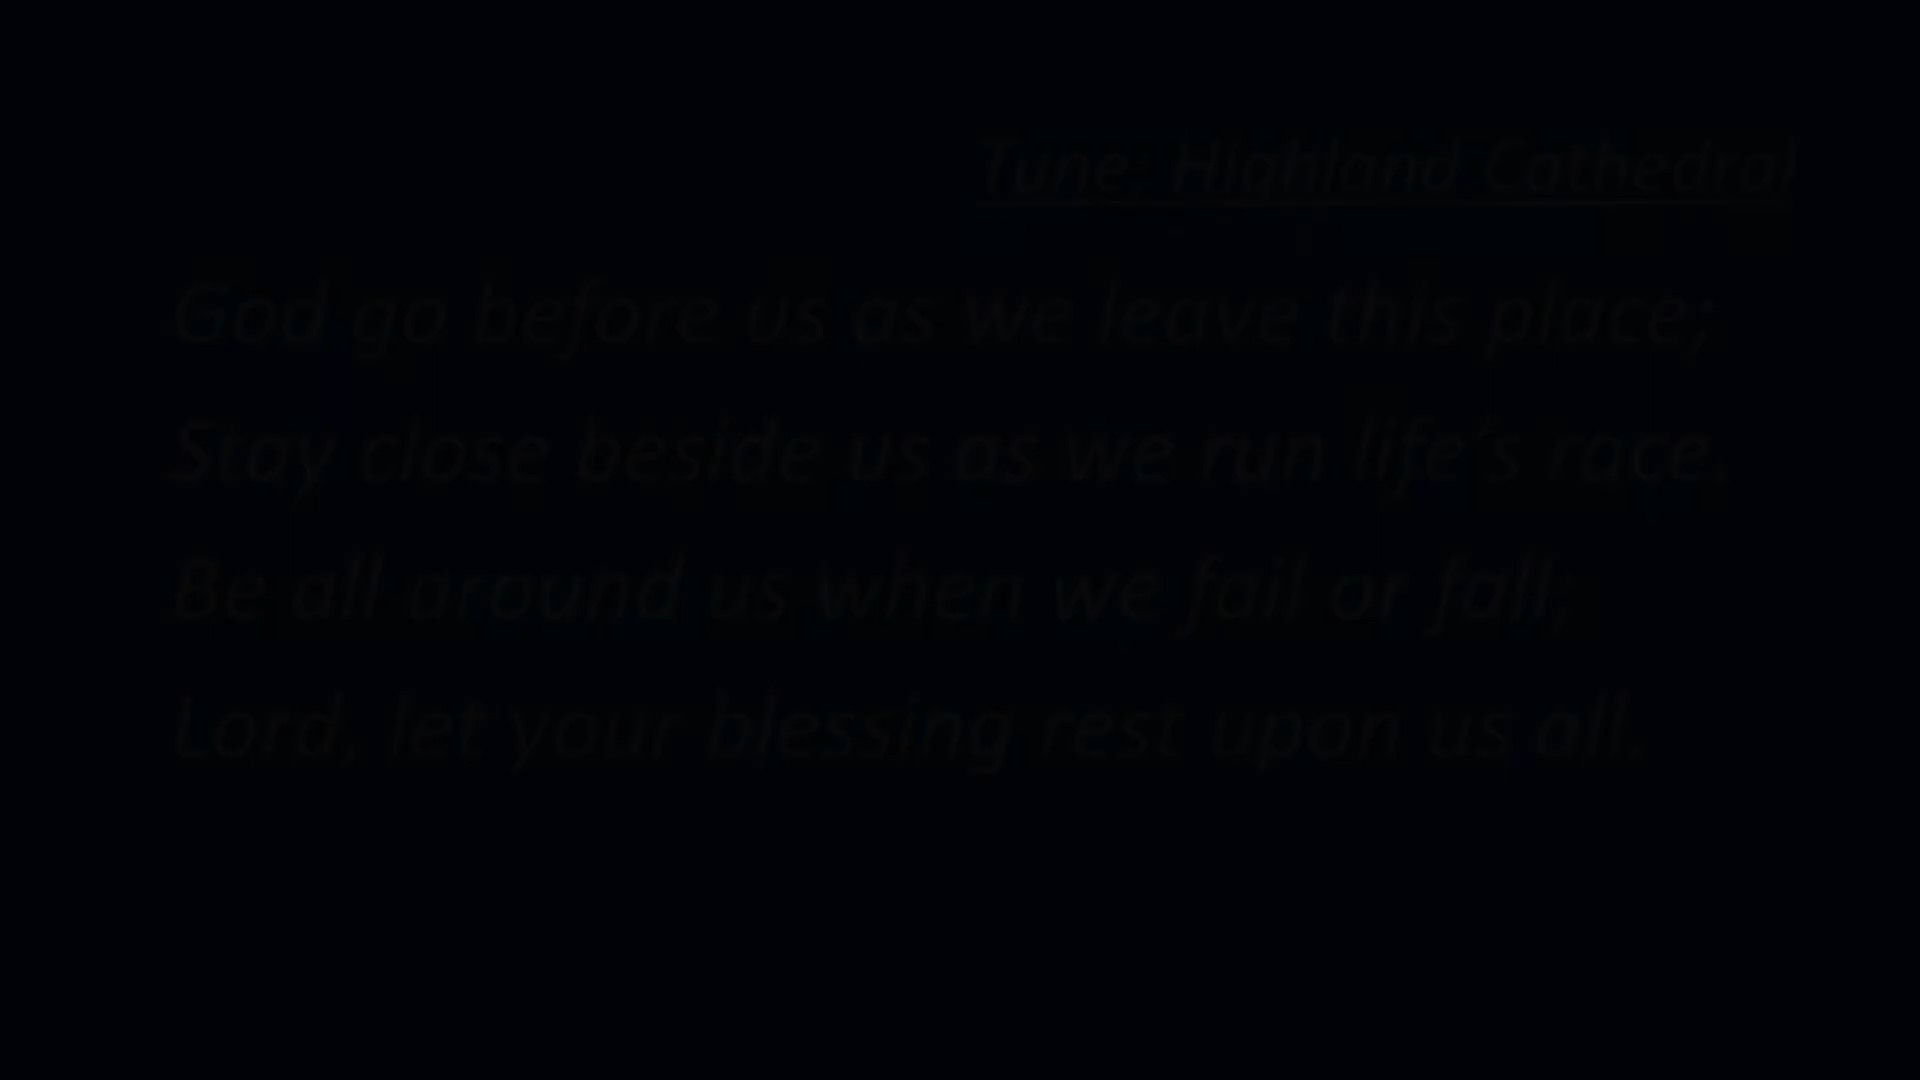 Tune: Highland Cathedral
God go before us as we leave this place;
Stay close beside us as we run life's race.
Be all around us when we fail or fall;
Lord, let your blessing rest upon us all.